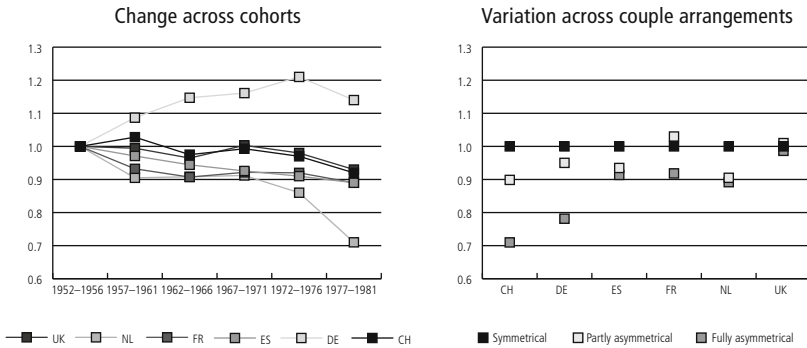 Change across cohorts
1.3
1.2
1.1
1.0
0.9
0.8
0.7
0.6
1952–1956 1957–1961 1962–1966 1967–1971 1972–1976 1977–1981
UK NL FR ES DE CH
Variation across couple arrangements
1.3
1.2
1.1
1.0
0.9
0.8
0.7
0.6
CH DE ES FR NL UK
Symmetrical Partly asymmetrical Fully asymmetrical